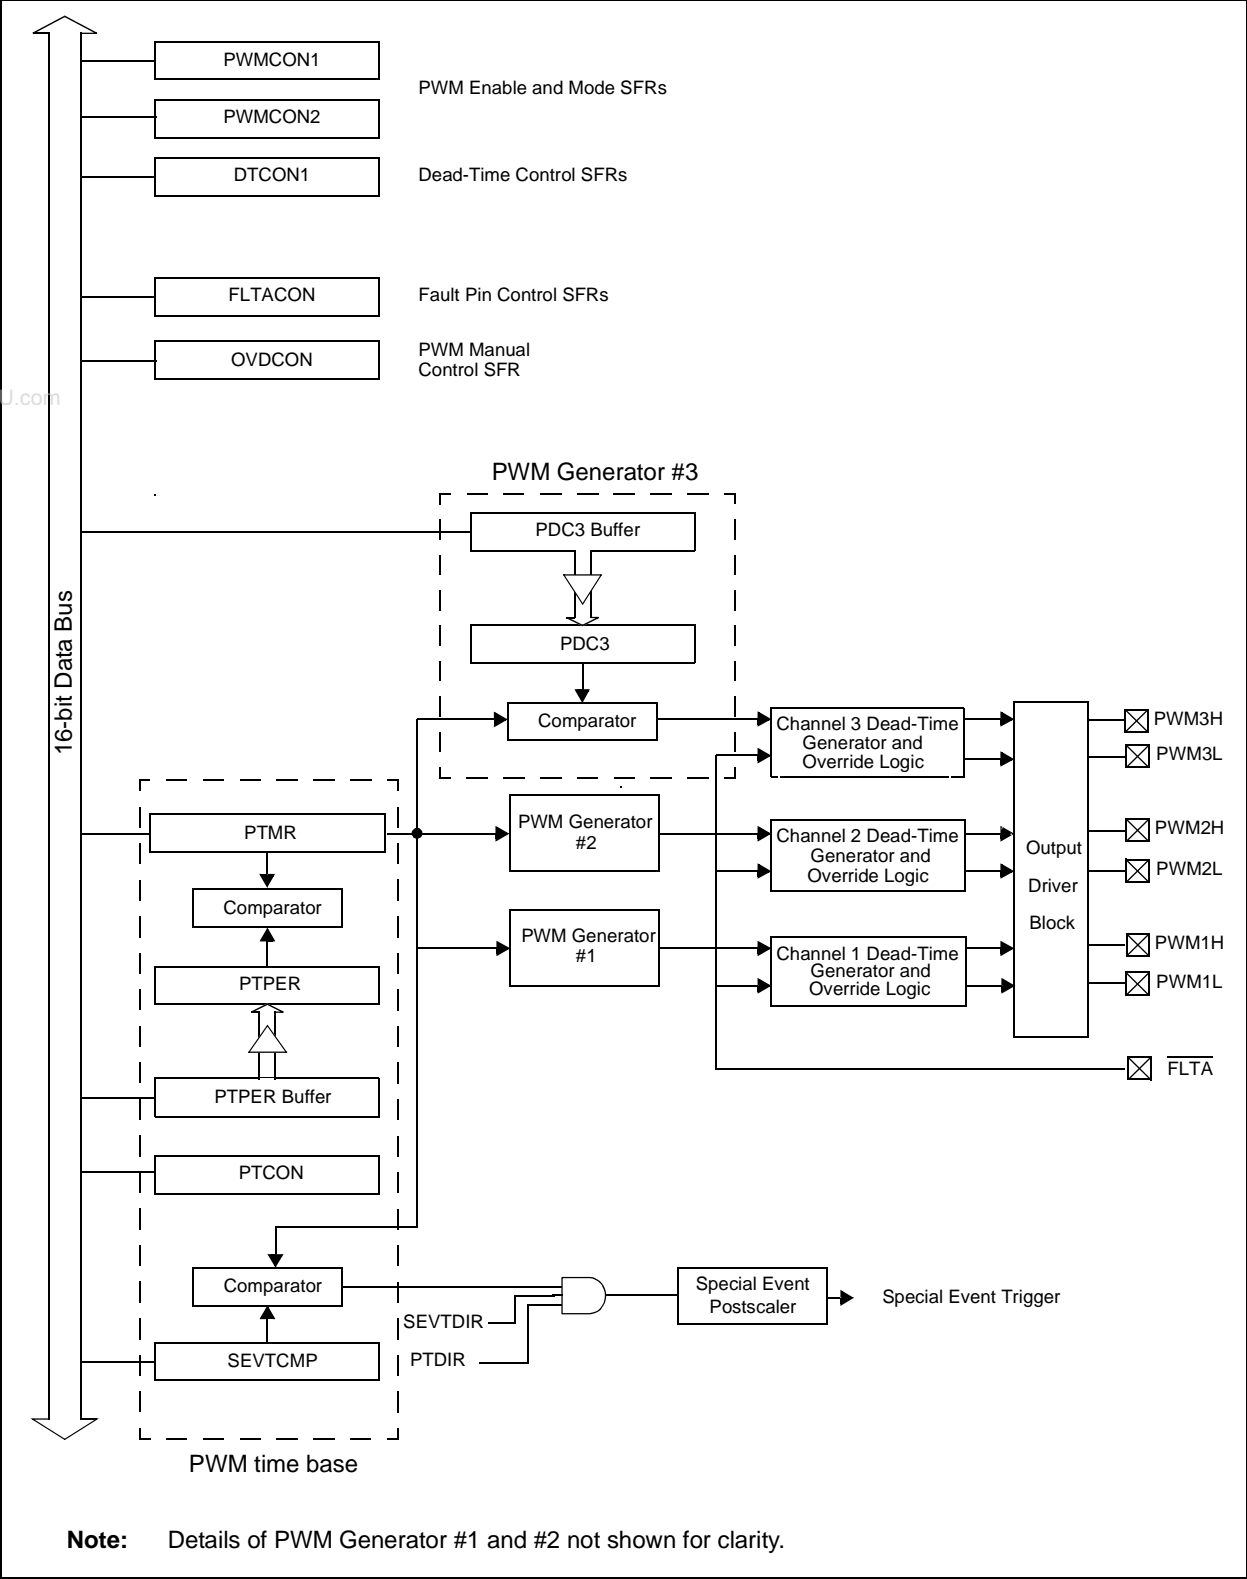 PWMCON1
PWM Enable and Mode SFRs
PWMCON2
DTCON1
Dead-Time Control SFRs
FLTACON
Fault Pin Control SFRs
OVDCON
PWM Manual
Control SFR
U.com
16-bit Data Bus
PWM Generator #3
PDC3 Buffer
PDC3
Comparator
Channel 3 Dead-Time
Generator and
Override Logic
PWM3H
PWM3L
PTMR
PWM Generator
#2
Channel 2 Dead-Time
Generator and
Override Logic
PWM2H
PWM2L
Output
Driver
Block
Comparator
PWM Generator
#1
Channel 1 Dead-Time
Generator and
Override Logic
PWM1H
PWM1L
PTPER
FLTA
PTPER Buffer
PTCON
Comparator
SEVTDIR
PTDIR
Special Event
Postscaler
Special Event Trigger
SEVTCMP
PWM time base
Note: Details of PWM Generator #1 and #2 not shown for clarity.